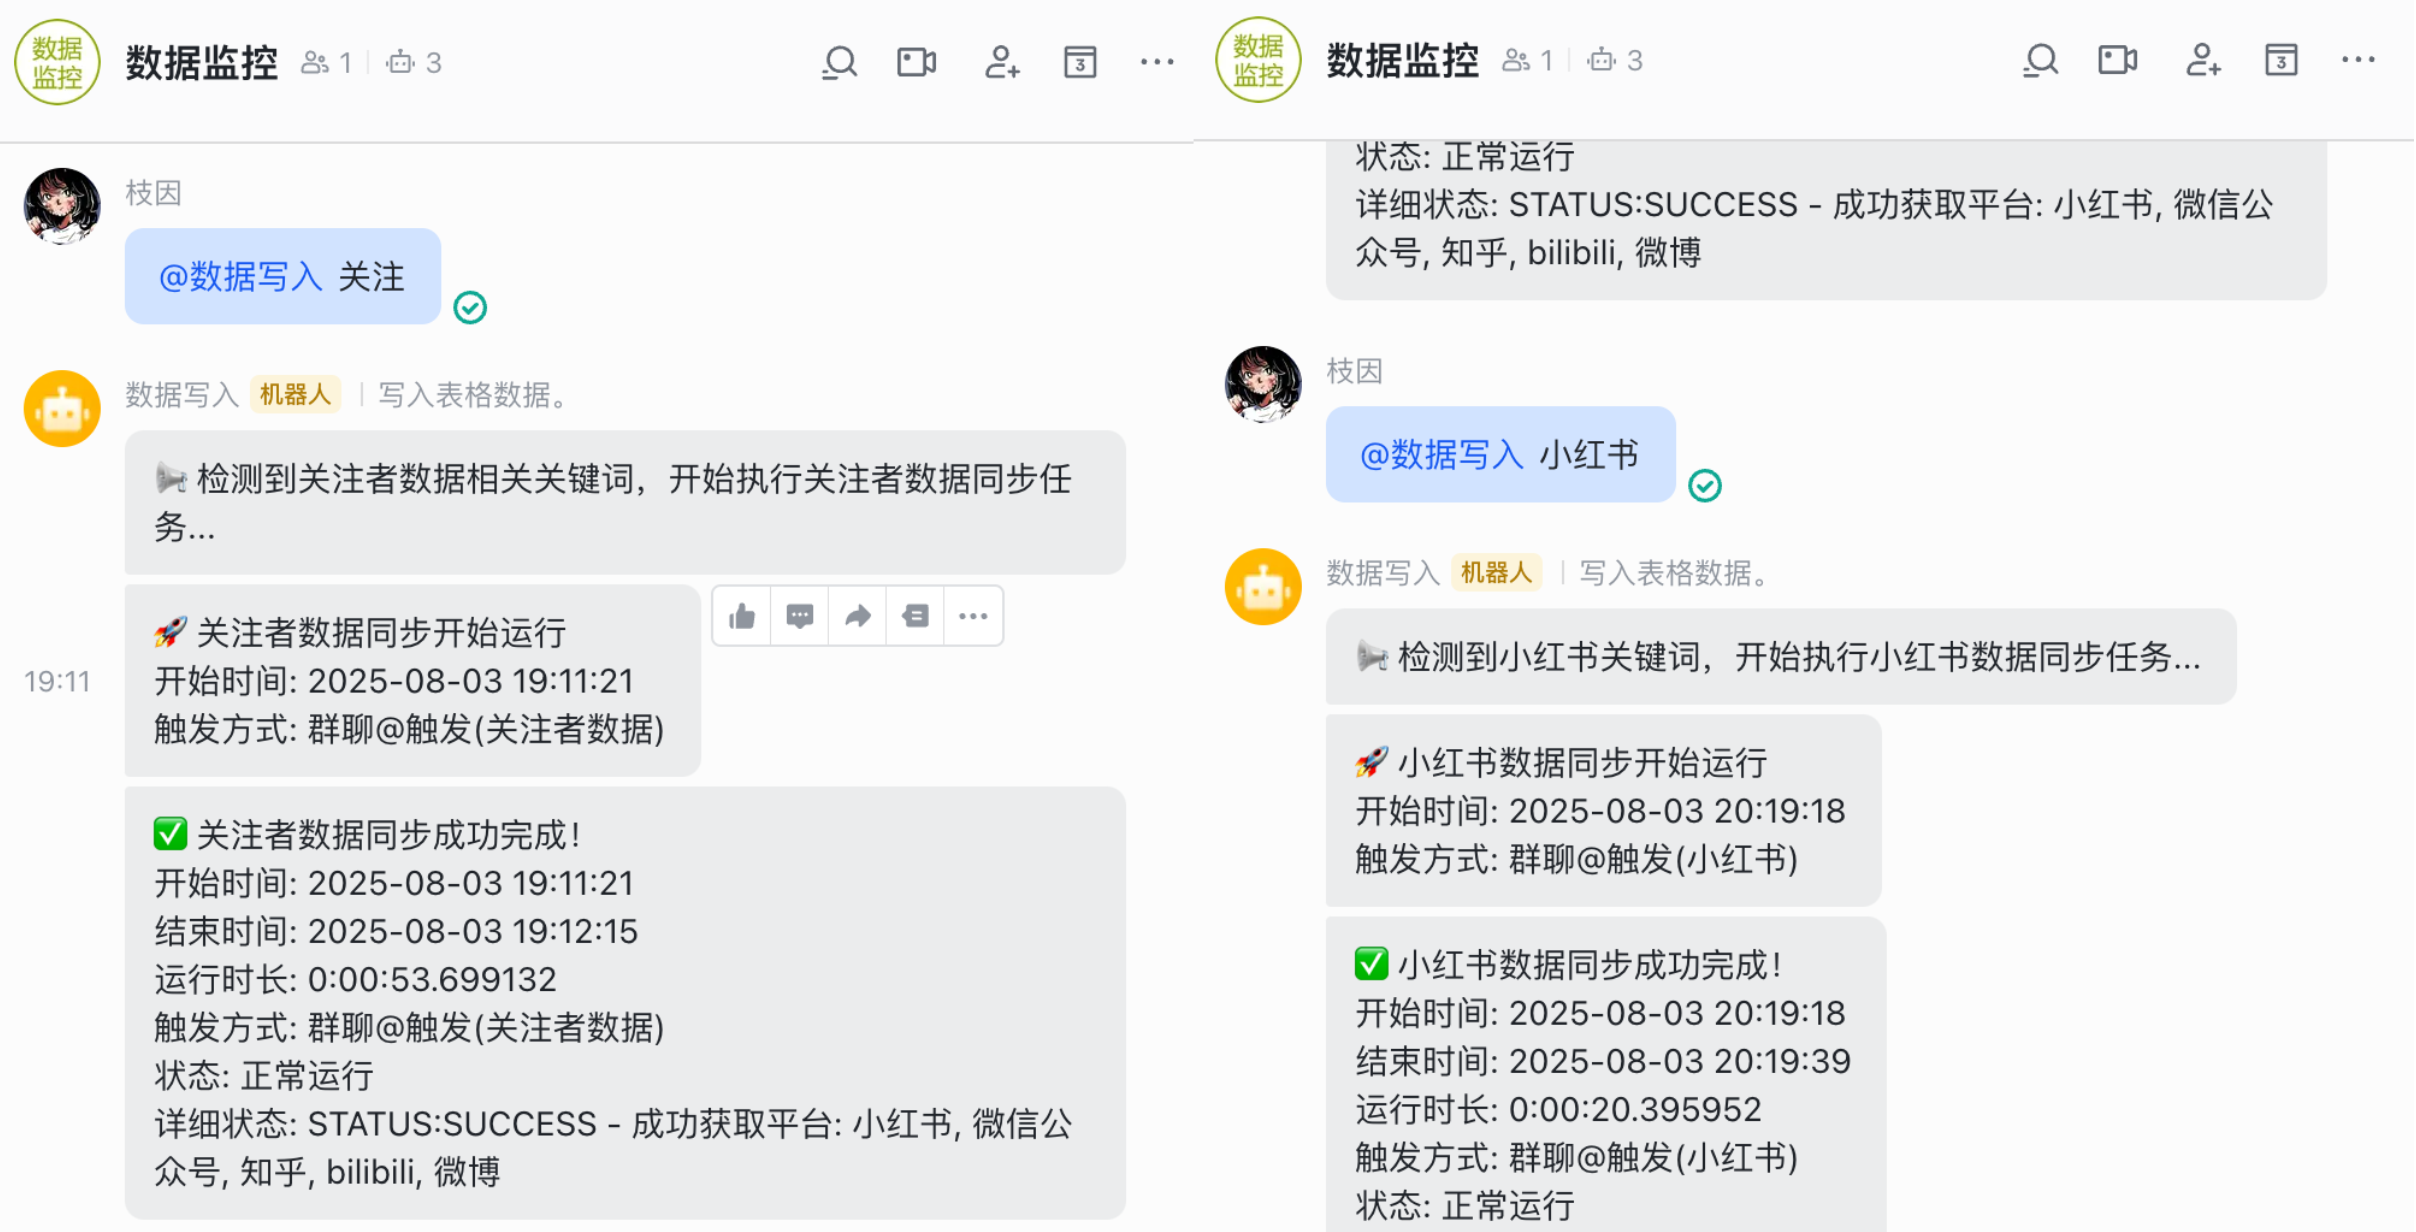 数据
监控
数据监控 1 3
3
枝因
@数据写入 关注
数据写入 机器人 写入表格数据。
检测到关注者数据相关关键词，开始执行关注者数据同步任
务...
关注者数据同步开始运行
开始时间: 2025-08-03 19:11:21
触发方式: 群聊@触发(关注者数据)
19:11
关注者数据同步成功完成！
开始时间: 2025-08-03 19:11:21
结束时间: 2025-08-03 19:12:15
运行时长: 0:00:53.699132
触发方式: 群聊@触发(关注者数据)
状态: 正常运行
详细状态: STATUS:SUCCESS - 成功获取平台: 小红书, 微信公
众号, 知乎, bilibili, 微博
数据
监控
数据监控 1 3
3
状态: 正常运行
详细状态: STATUS:SUCCESS - 成功获取平台: 小红书, 微信公
众号, 知乎, bilibili, 微博
枝因
@数据写入 小红书
数据写入 机器人 写入表格数据。
检测到小红书关键词，开始执行小红书数据同步任务...
小红书数据同步开始运行
开始时间: 2025-08-03 20:19:18
触发方式: 群聊@触发(小红书)
小红书数据同步成功完成！
开始时间: 2025-08-03 20:19:18
结束时间: 2025-08-03 20:19:39
运行时长: 0:00:20.395952
触发方式: 群聊@触发(小红书)
状态: 正常运行